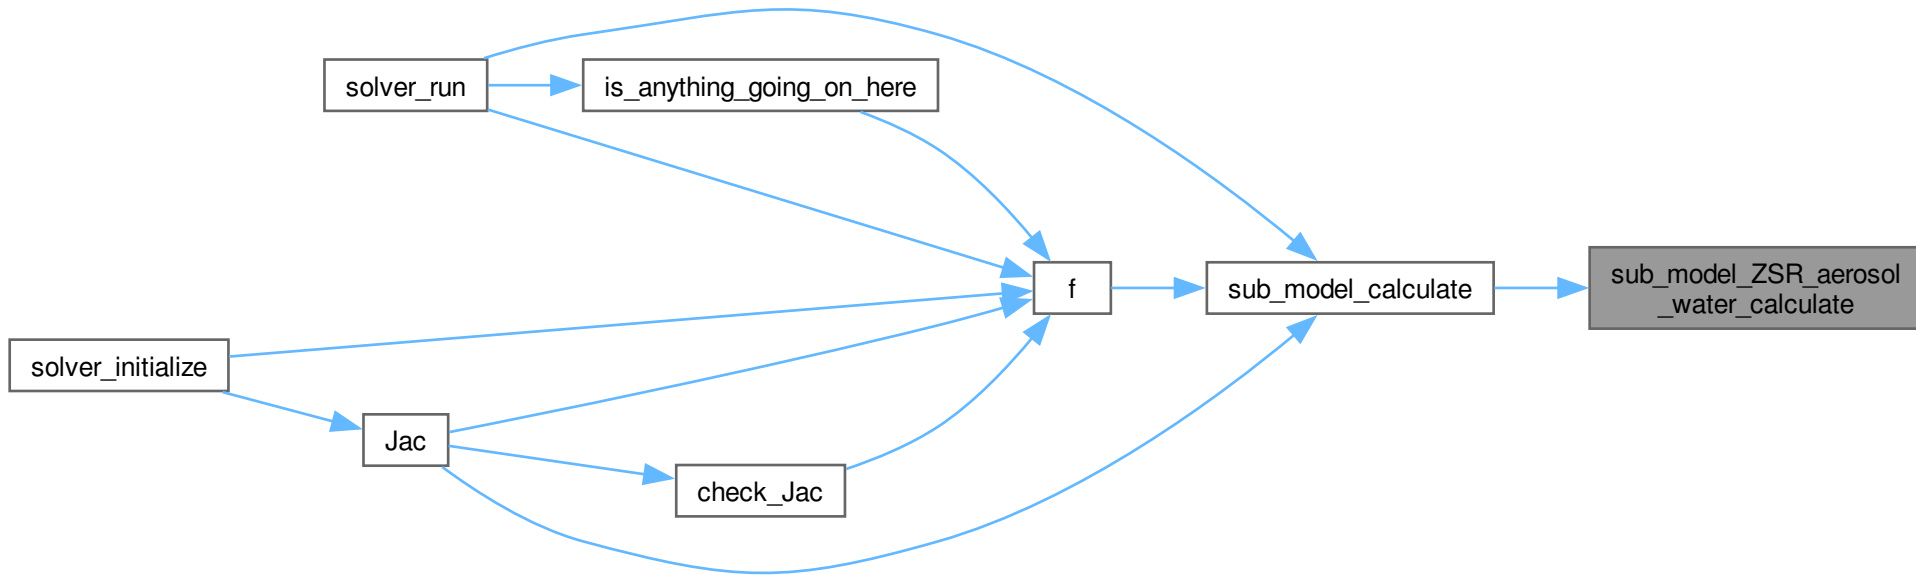 solver_run
is_anything_going_on_here
sub_model_ZSR_aerosol
_water_calculate
f
sub_model_calculate
solver_initialize
Jac
check_Jac